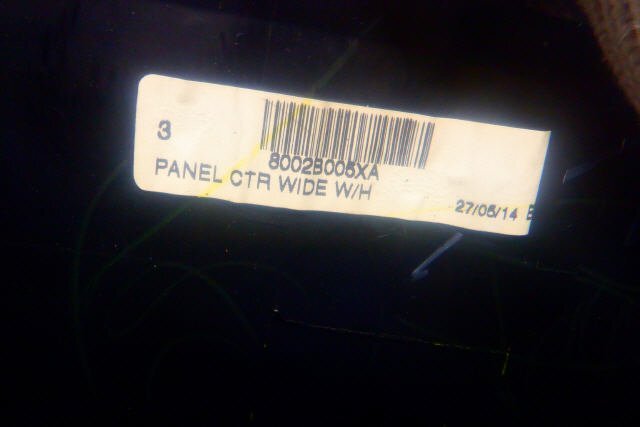 3
8002B005XA
PANEL CTR WIDE W/H
27/05/14